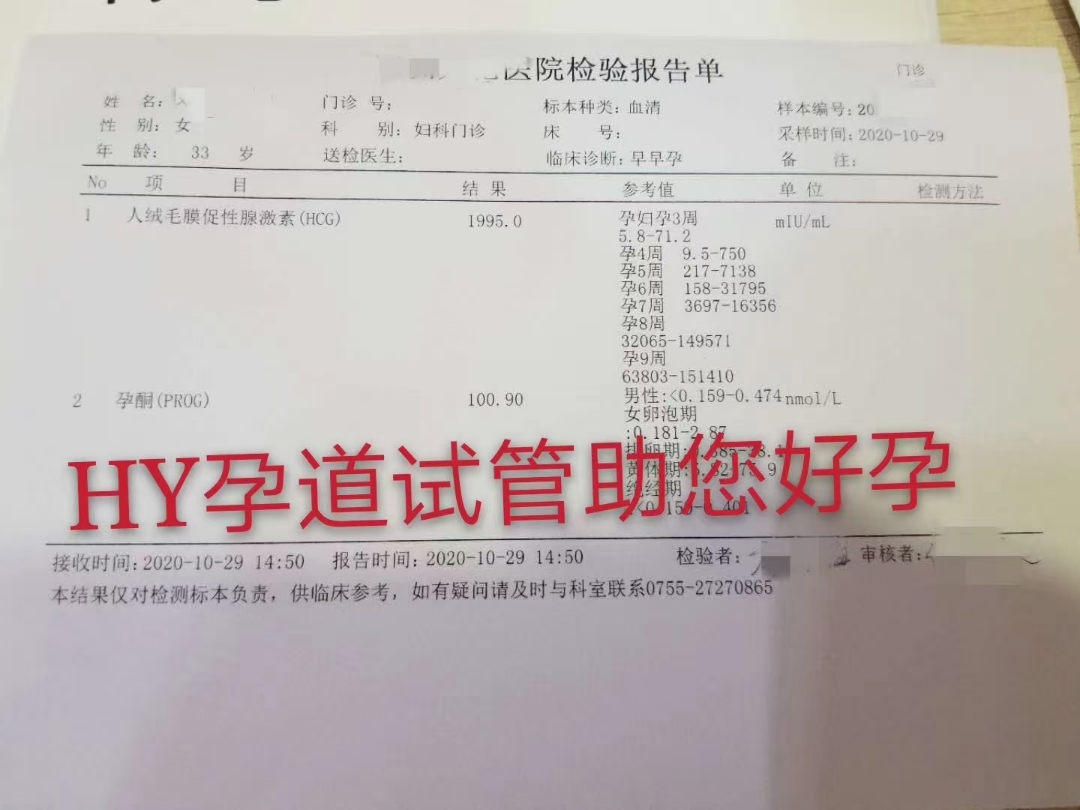 医院检验报告单
门诊
姓 名: 门诊 号: 标本种类: 血清 样本编号: 20
性 别: 女 科 别: 妇科门诊 床 号: 采样时间: 2020-10-29
年 龄: 33 岁 送检医生: 临床诊断: 早早孕 备 注:
No 项 目 结 果 参考值 单 位 检测方法
1 人绒毛膜促性腺激素(HCG) 1995.0 孕妇孕3周 mIU/mL
5.8-71.2
孕4周 9.5-750
孕5周 217-7138
孕6周 158-31795
孕7周 3697-16356
孕8周
32065-149571
孕9周
63803-151410
2 孕酮(PROG) 100.90 男性:<0.159-0.474 nmol/L
女卵泡期
:0.181-2.87
排卵期:
黄体期:
绝经期
HY孕道试管助您好孕
接收时间: 2020-10-29 14:50 报告时间: 2020-10-29 14:50 检验者: 审核者:
本结果仅对检测标本负责，供临床参考，如有疑问请及时与科室联系0755-27270865